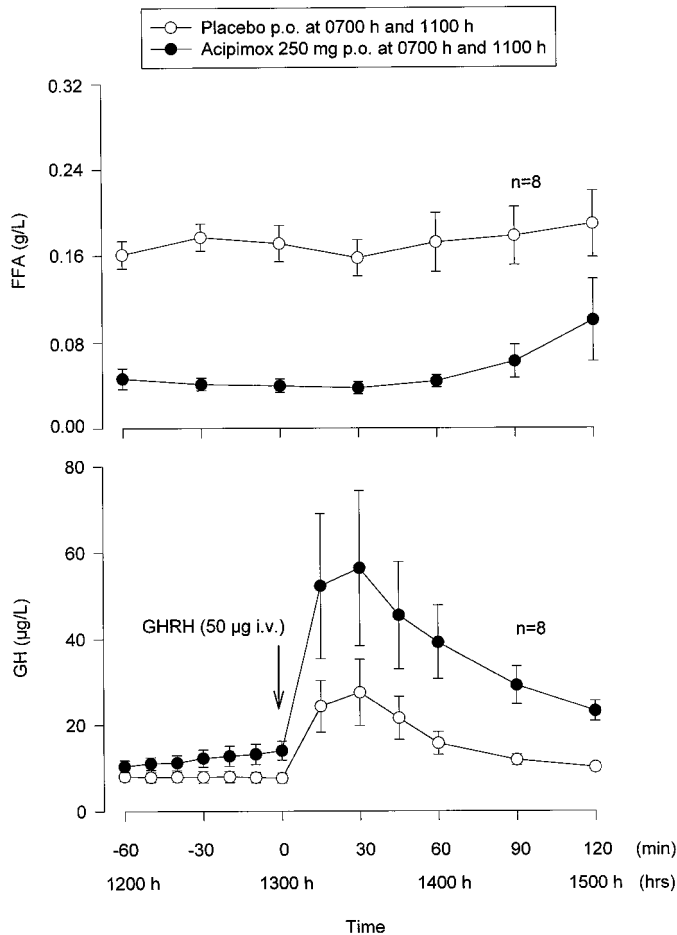 Placebo p.o. at 0700 h and 1100 h
Acipimox 250 mg p.o. at 0700 h and 1100 h
0.32
0.24
0.16
0.08
0.00
FFA (g/L)
n=8
80
60
40
20
0
GH (µg/L)
GHRH (50 µg i.v.)
n=8
-60 -30 0 30 60 90 120 (min)
1200 h 1300 h 1400 h 1500 h (hrs)
Time